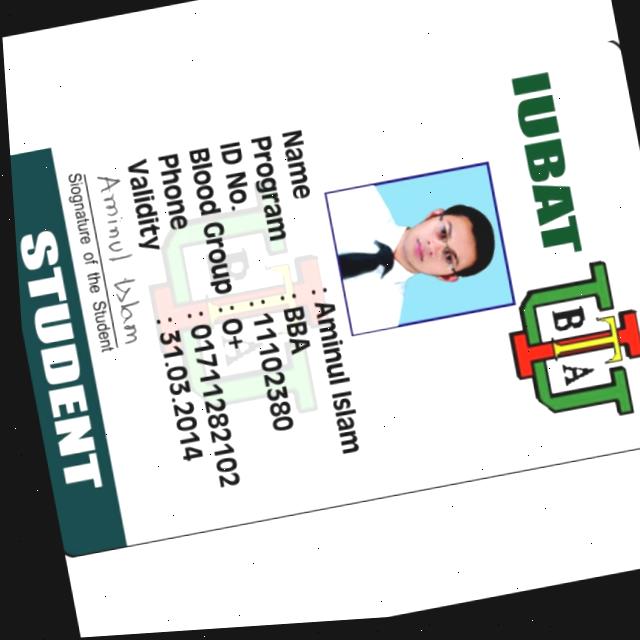 IUBAT
IUBAT
Name : Aminul Islam
Program : BBA
ID No. : 11102380
Blood Group : O+
Phone : 01711282102
Validity : 31.03.2014
Aminul Islam
Siognature of the Student
STUDENT